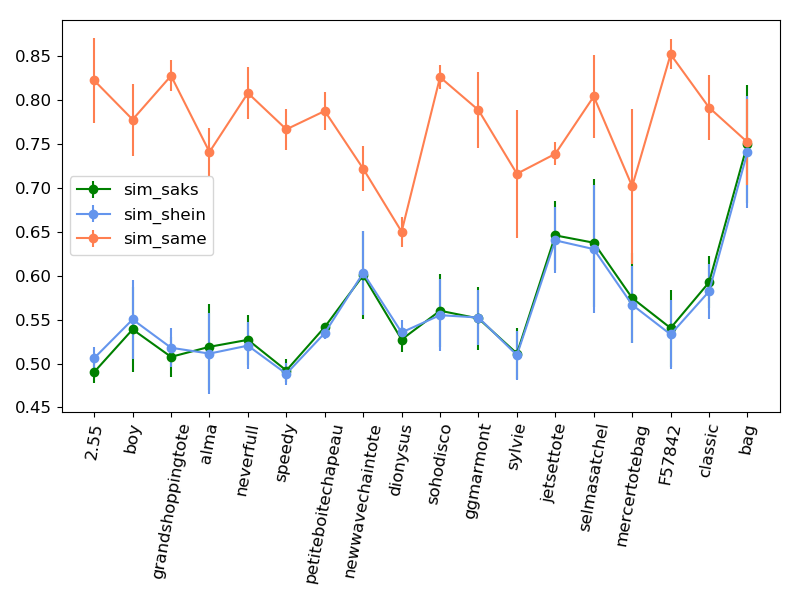 0.85
0.80
0.75
0.70
0.65
0.60
0.55
0.50
0.45
sim_saks
sim_shein
sim_same
2.55
boy
grandshoppingtote
alma
neverfull
speedy
petiteboitechapeau
newwavechaintote
dionysus
sohodisco
ggmarmont
sylvie
jetsettote
selmasatchel
mercertotebag
F57842
classic
bag